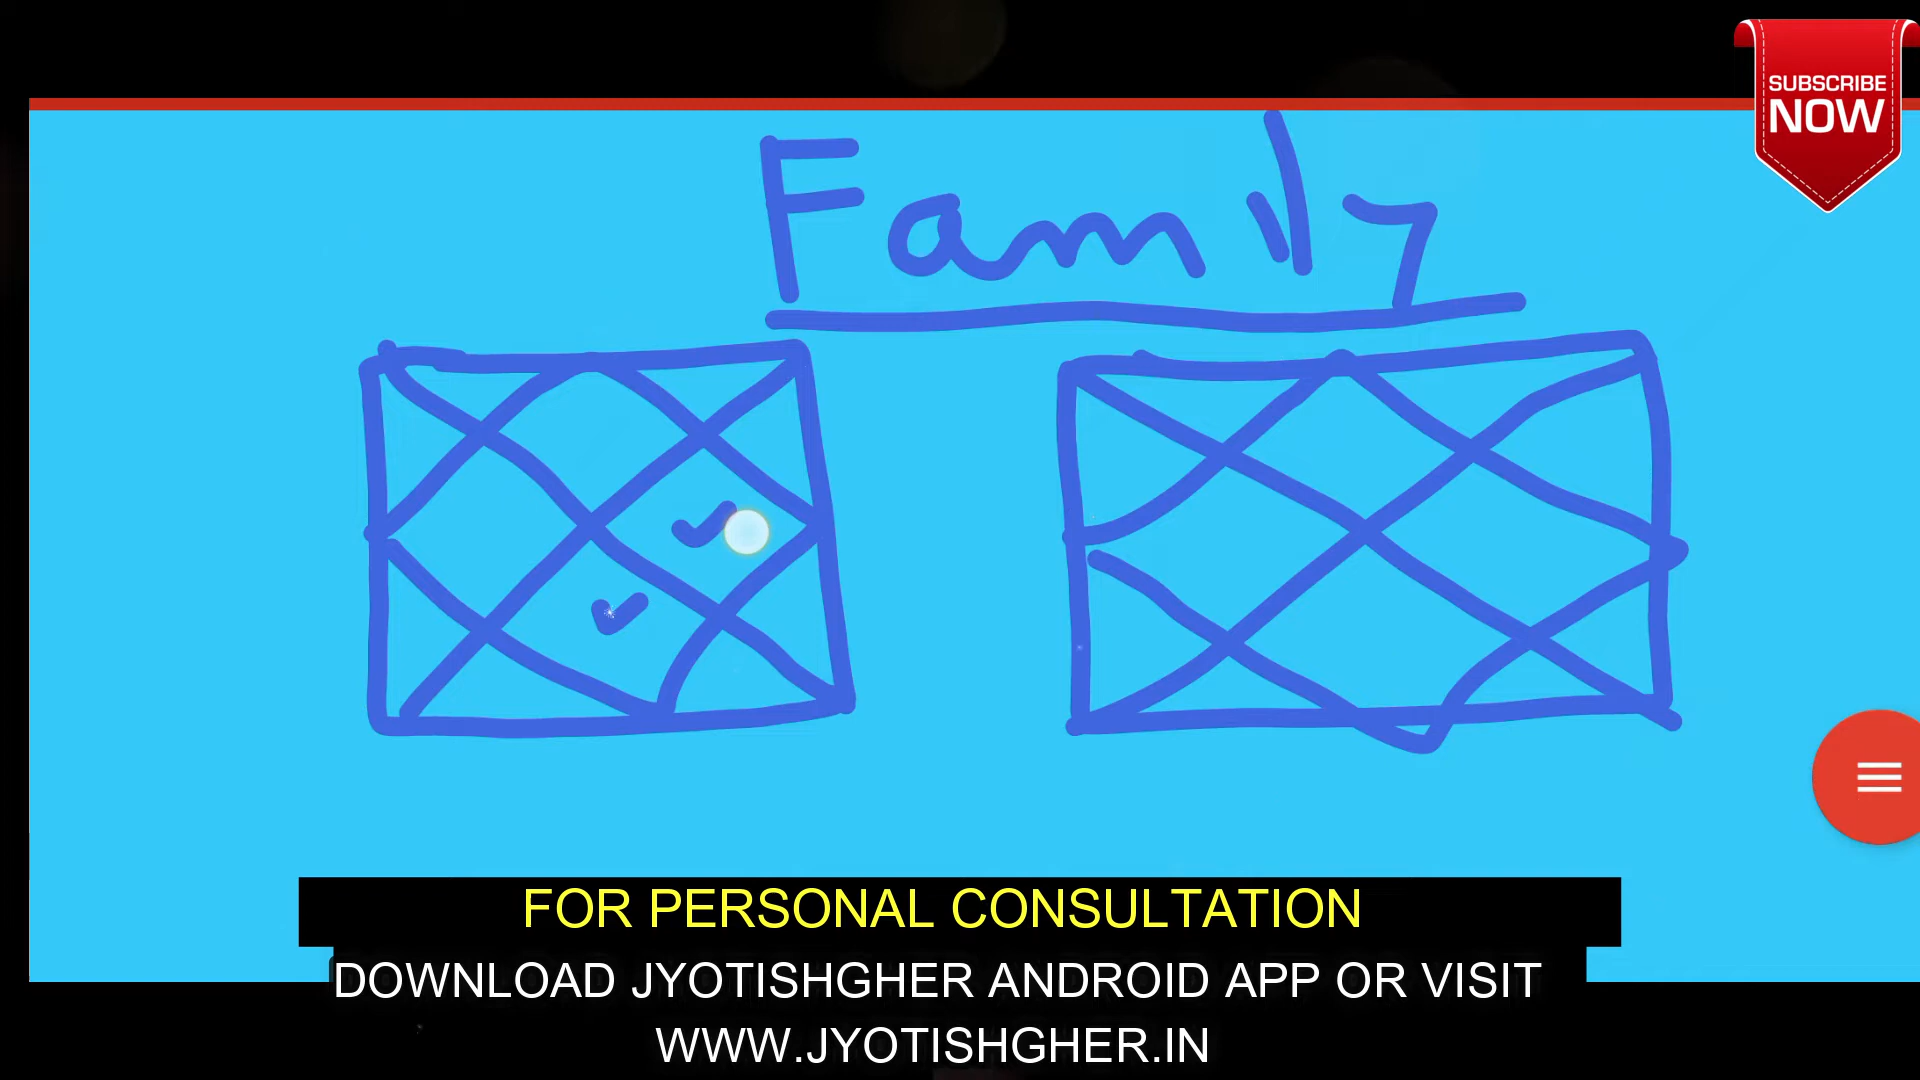 SUBSCRIBE
NOW
Family
FOR PERSONAL CONSULTATION
DOWNLOAD JYOTISHGHER ANDROID APP OR VISIT
WWW.JYOTISHGHER.IN